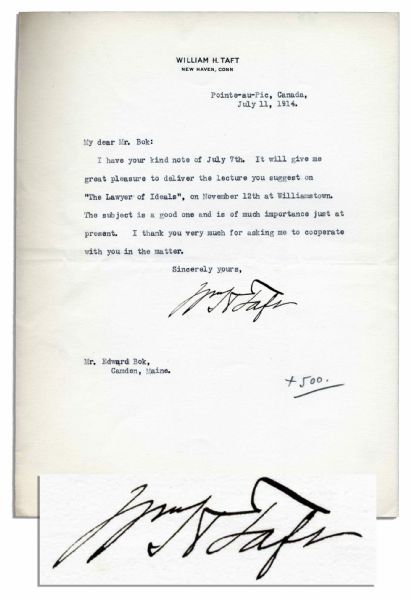 WILLIAM H. TAFT
NEW HAVEN, CONN
Pointe-au-Pic, Canada,
July 11, 1914.
My dear Mr. Bok:
I have your kind note of July 7th. It will give me
great pleasure to deliver the lecture you suggest on
"The Lawyer of Ideals", on November 12th at Williamstown.
The subject is a good one and is of much importance just at
present. I thank you very much for asking me to cooperate
with you in the matter.
Sincerely yours,
Wm H Taft
Mr. Edward Bok,
Camden, Maine.
+500.
Wm H Taft